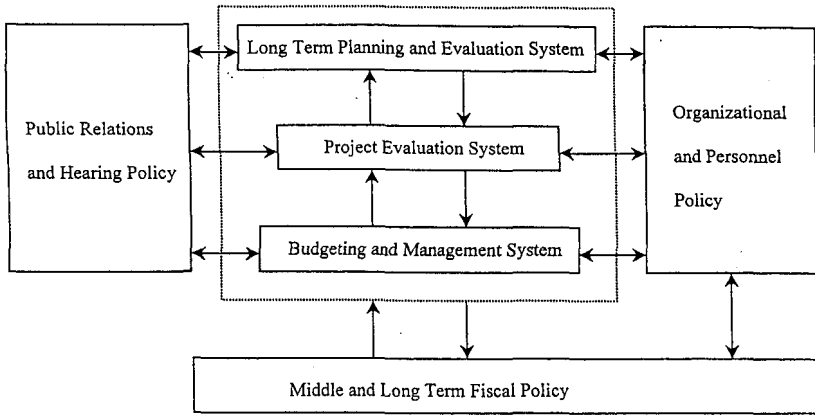 Long Term Planning and Evaluation System
Public Relations
and Hearing Policy
Project Evaluation System
Organizational
and Personnel
Policy
Budgeting and Management System
Middle and Long Term Fiscal Policy